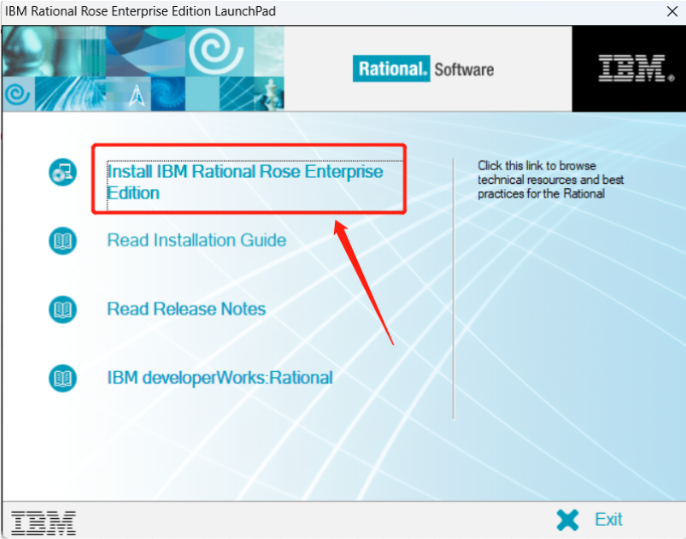 IBM Rational Rose Enterprise Edition LaunchPad
Rational. Software
IBM.
Install IBM Rational Rose Enterprise
Edition
Click this link to browse
technical resources and best
practices for the Rational
Read Installation Guide
Read Release Notes
IBM developerWorks:Rational
IBM
Exit